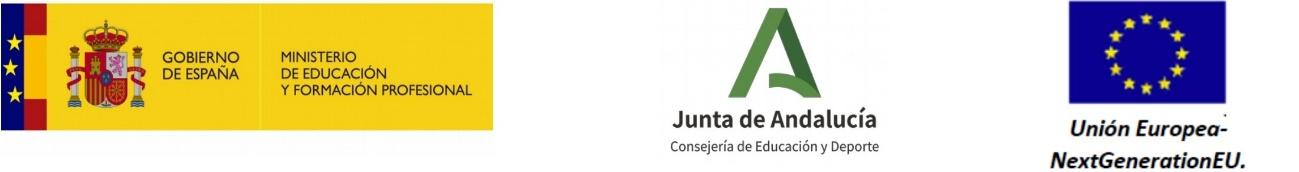 GOBIERNO
DE ESPAÑA
MINISTERIO
DE EDUCACIÓN
Y FORMACIÓN PROFESIONAL
Junta de Andalucía
Consejería de Educación y Deporte
Unión Europea-
NextGenerationEU.